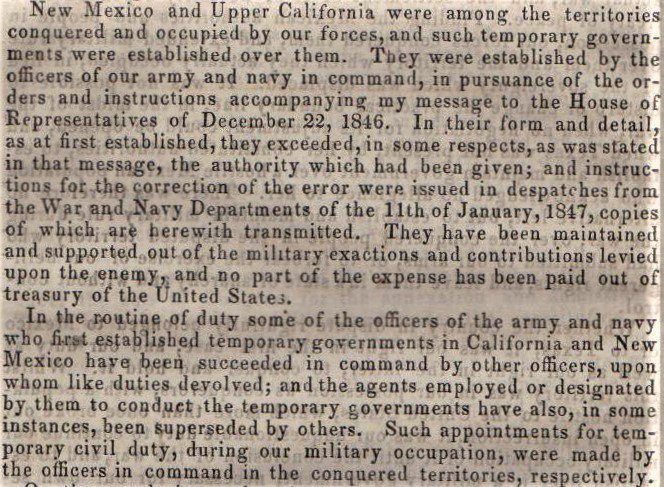 New Mexico and Upper California were among the territories
conquered and occupied by our forces, and such temporary govern-
ments were established over them. They were established by the
officers of our army and navy in command, in pursuance of the or-
ders and instructions accompanying my message to the House of
Representatives of December 22, 1846. In their form and detail,
as at first established, they exceeded, in some respects, as was stated
in that message, the authority which had been given; and instruc-
tions for the correction of the error were issued in despatches from
the War and Navy Departments of the 11th of January, 1847, copies
of which are herewith transmitted. They have been maintained
and supported out of the military exactions and contributions levied
upon the enemy, and no part of the expense has been paid out of
treasury of the United States.
In the routine of duty some of the officers of the army and navy
who first established temporary governments in California and New
Mexico have been succeeded in command by other officers, upon
whom like duties devolved; and the agents employed or designated
by them to conduct the temporary governments have also, in some
instances, been superseded by others. Such appointments for tem-
porary civil duty, during our military occupation, were made by
the officers in command in the conquered territories, respectively.